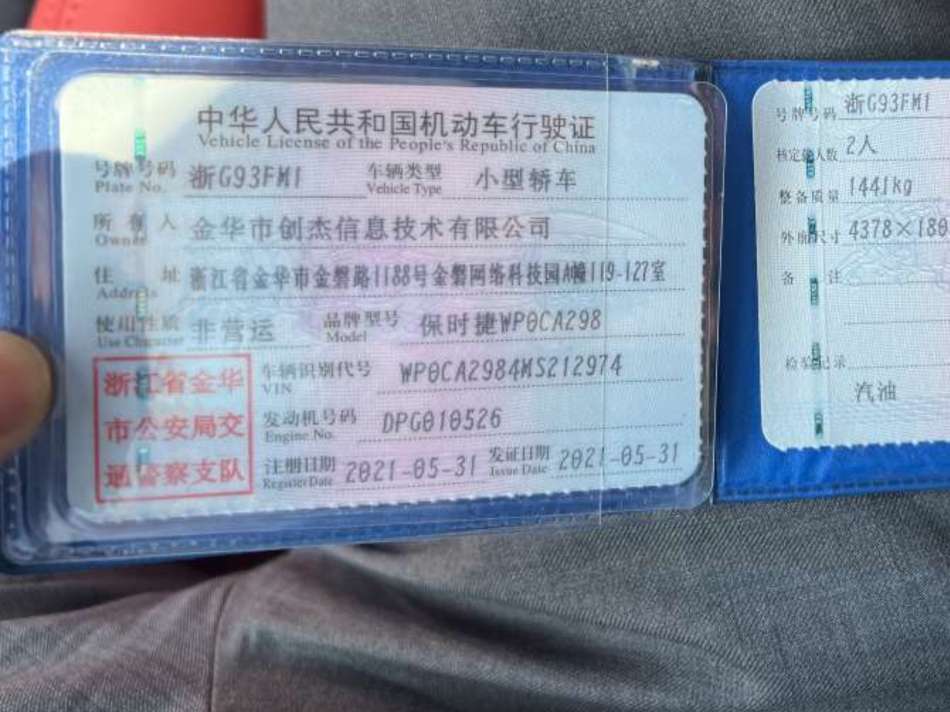 中华人民共和国机动车行驶证
Vehicle License of the People's Republic of China
号牌号码 浙G93FM1 车辆类型 小型轿车
Plate No. Vehicle Type
所有人 金华市创杰信息技术有限公司
Owner
住址 浙江省金华市金磐路1188号金磐网络科技园A幢119-127室
Address
使用性质 非营运 品牌型号 保时捷WP0CA298
Use Character Model
浙江省金华
市公安局交
通警察支队
车辆识别代号 WP0CA2984MS212974
VIN
发动机号码 DPG010526
Engine No.
注册日期 2021-05-31 发证日期 2021-05-31
Register Date Issue Date
号牌号码 浙G93FM1
核定载人数 2人
整备质量 1441kg
外廓尺寸 4378×180
备注
检验记录
汽油